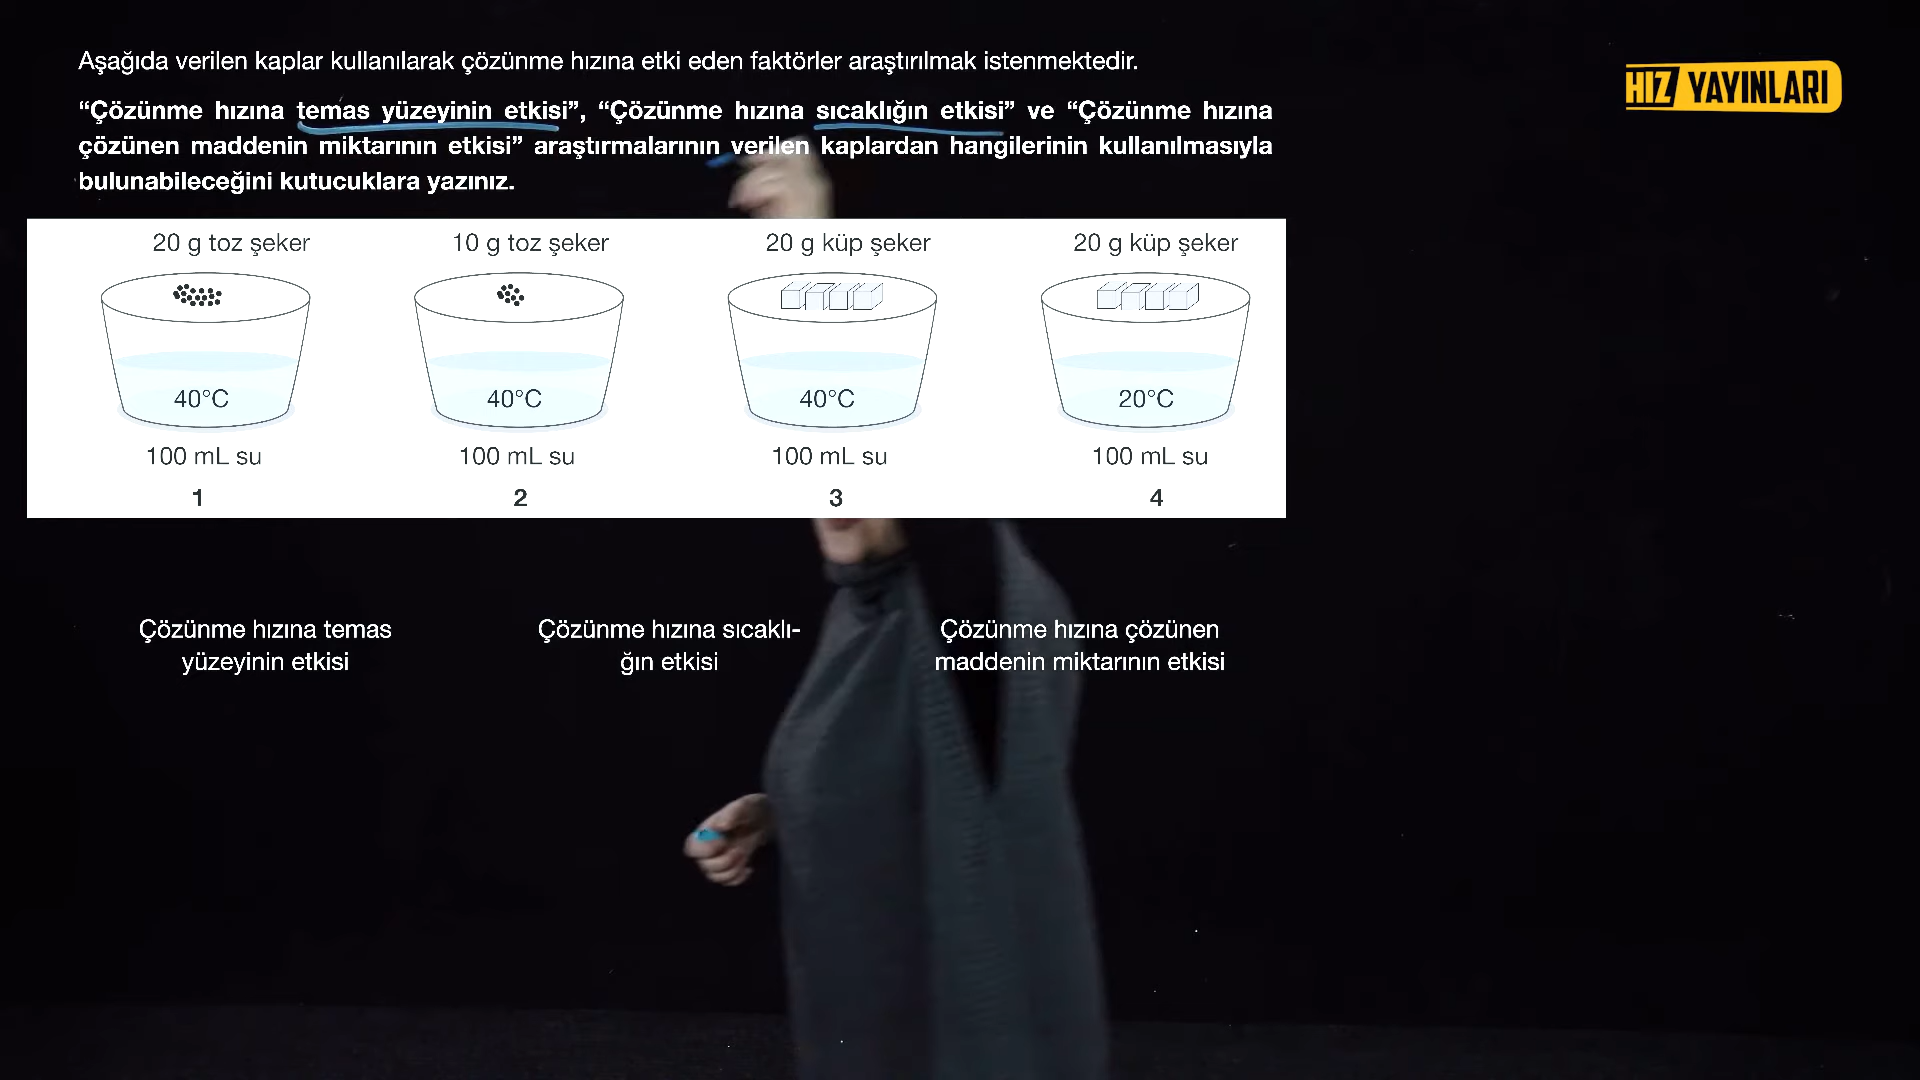 Aşağıda verilen kaplar kullanılarak çözünme hızına etki eden faktörler araştırılmak istenmektedir.
“Çözünme hızına temas yüzeyinin etkisi”, “Çözünme hızına sıcaklığın etkisi” ve “Çözünme hızına
çözünen maddenin miktarının etkisi” araştırmalarının verilen kaplardan hangilerinin kullanılmasıyla
bulunabileceğini kutucuklara yazınız.
HIZ YAYINLARI
20 g toz şeker
10 g toz şeker
20 g küp şeker
20 g küp şeker
40°C
40°C
40°C
20°C
100 mL su
100 mL su
100 mL su
100 mL su
1
2
3
4
Çözünme hızına temas
yüzeyinin etkisi
Çözünme hızına sıcaklı-
ğın etkisi
Çözünme hızına çözünen
maddenin miktarının etkisi